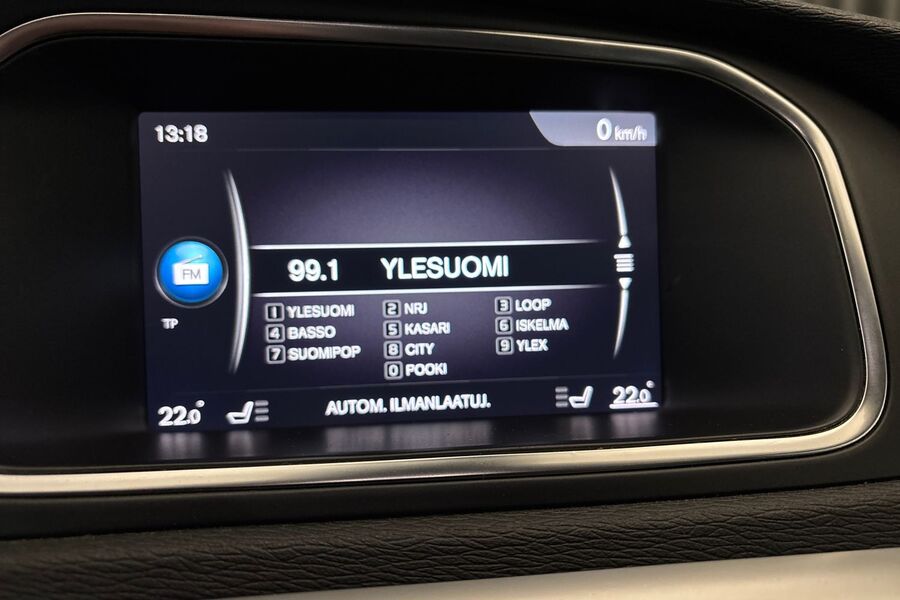 13:18
0 km/h
99.1 YLESUOMI
FM
TP
1 YLESUOMI 2 NRJ 3 LOOP
4 BASSO 5 KASARI 6 ISKELMA
7 SUOMIPOP 8 CITY 9 YLEX
0 POOKI
22.0° AUTOM. ILMANLAATUJ. 22.0°